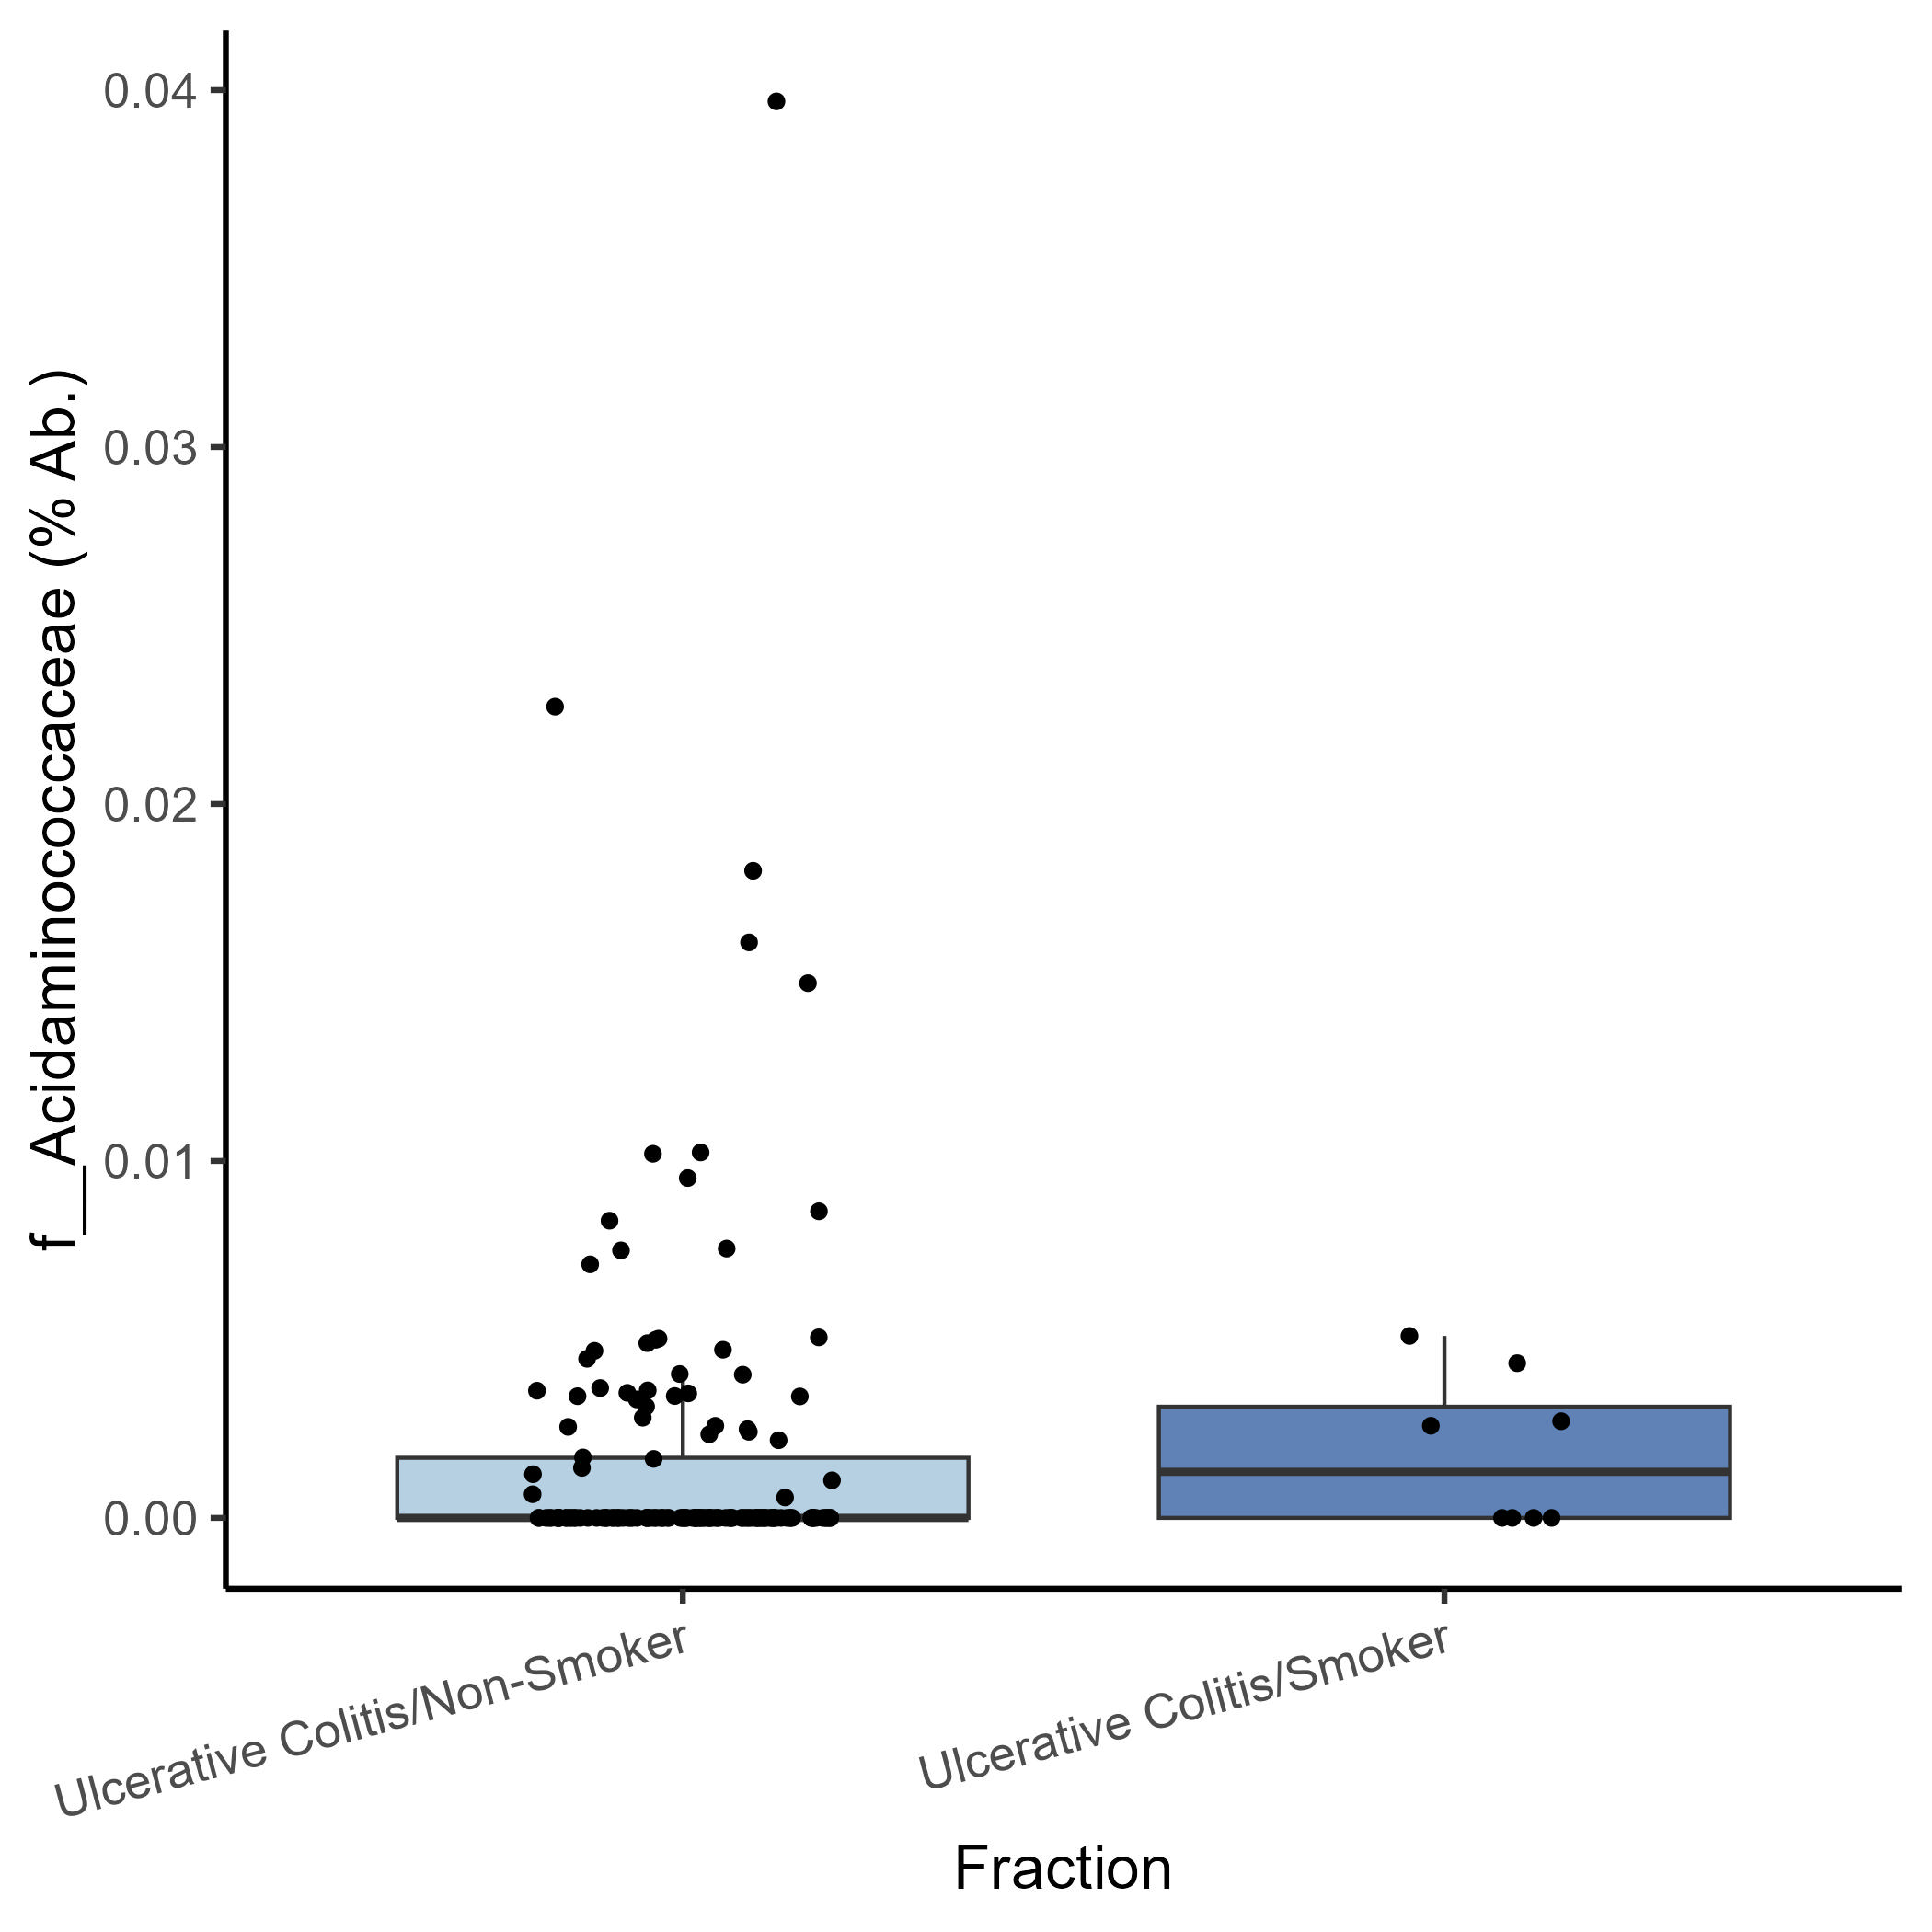 f__Acidaminococcaceae (% Ab.)
0.04
0.03
0.02
0.01
0.00
Ulcerative Colitis/Non-Smoker
Ulcerative Colitis/Smoker
Fraction